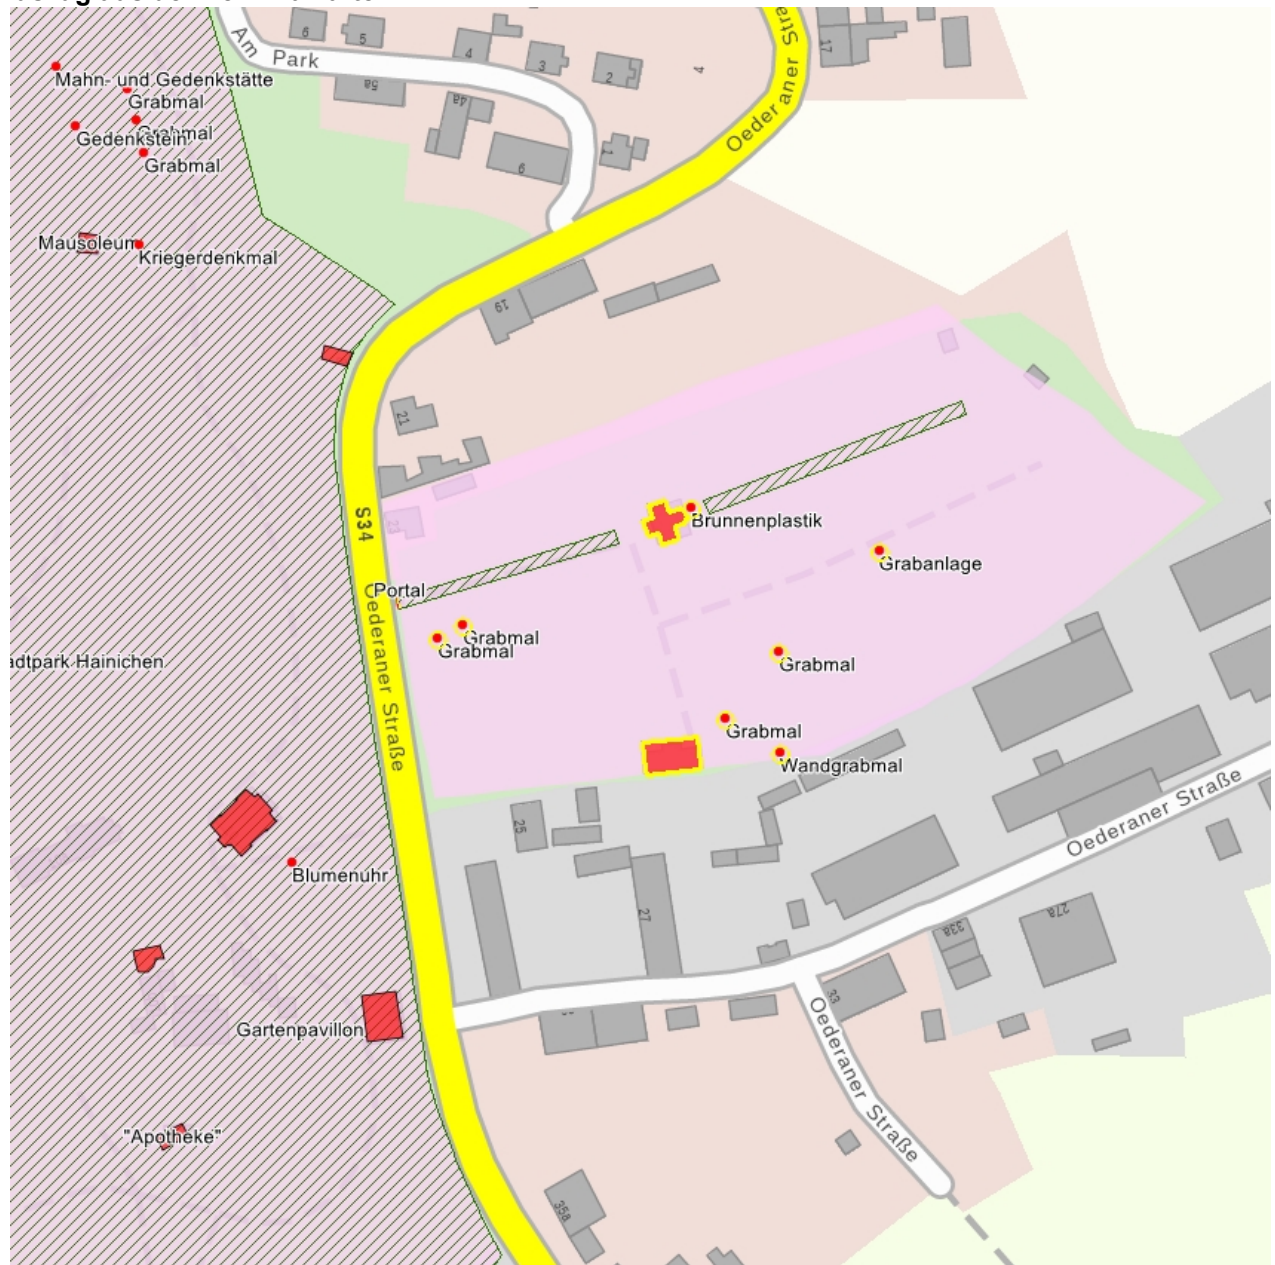 Am Park
6
5
4
3
2
4
17
5a
4a
6
1
Oederaner Straße
Mahn- und Gedenkstätte
Grabmal
Grabmal
Gedenkstein
Grabmal
Mausoleum
Kriegerdenkmal
19
21
S34
23
Brunnenplastik
Grabanlage
Portal
Oederaner Straße
Grabmal
Grabmal
adtpark Hainichen
Grabmal
Grabmal
Wandgrabmal
25
Oederaner Straße
Blumenuhr
27
27a
33a
33
Gartenpavillon
Oederaner Straße
"Apotheke"
35a